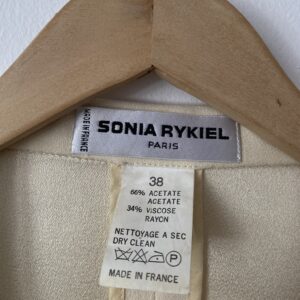 MADE IN FRANCE
SONIA RYKIEL
PARIS
38
66% ACETATE
ACETATE
34% VISCOSE
RAYON
NETTOYAGE A SEC
DRY CLEAN
P
MADE IN FRANCE